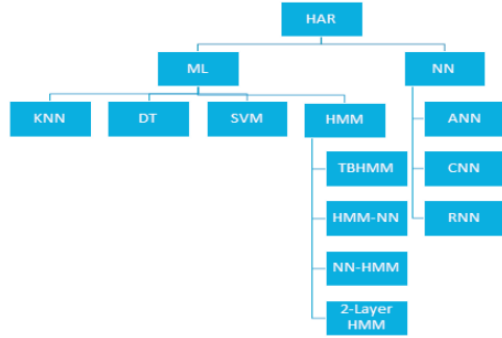 HAR
ML
NN
KNN
DT
SVM
HMM
ANN
TBHMM
CNN
HMM-NN
RNN
NN-HMM
2-Layer
HMM